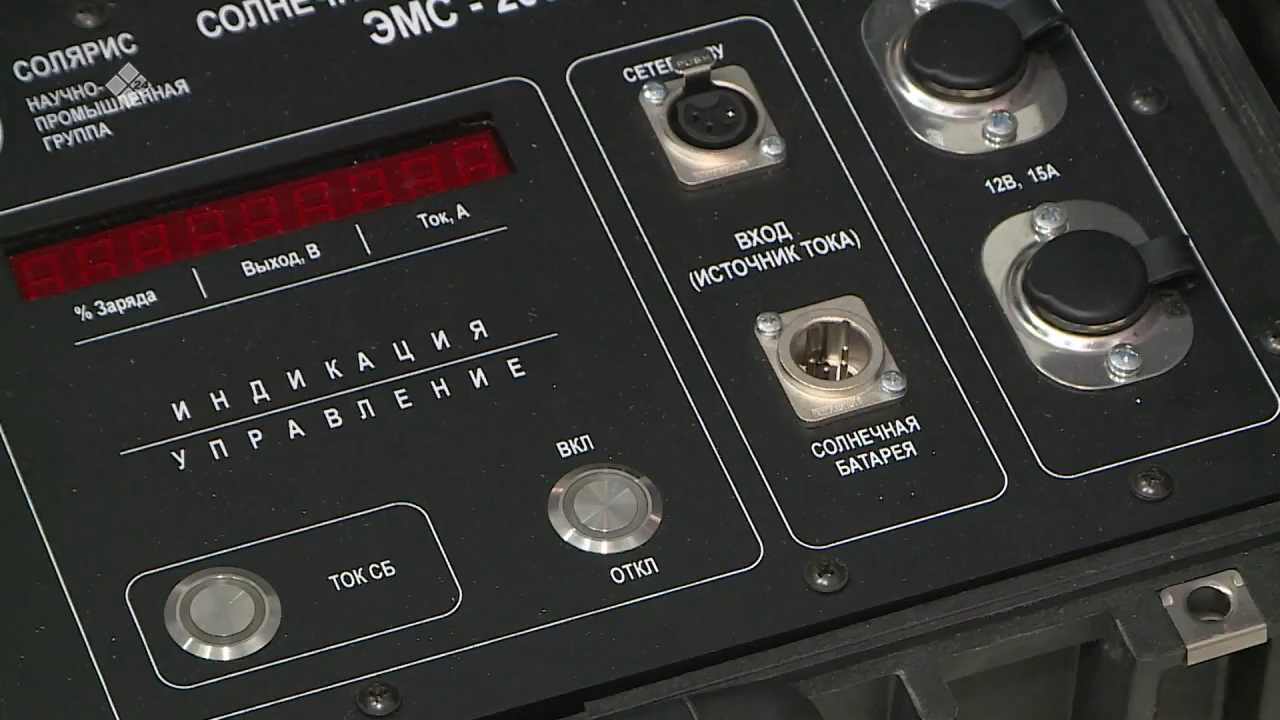 ЭМС -
СОЛЯРИС
НАУЧНО-
ПРОМЫШЛЕННАЯ
ГРУППА
% Заряда
Выход, В
Ток, А
ИНДИКАЦИЯ
УПРАВЛЕНИЕ
ВКЛ
ОТКЛ
ТОК СБ
ВХОД
(ИСТОЧНИК ТОКА)
СОЛНЕЧНАЯ
БАТАРЕЯ
12В, 15А